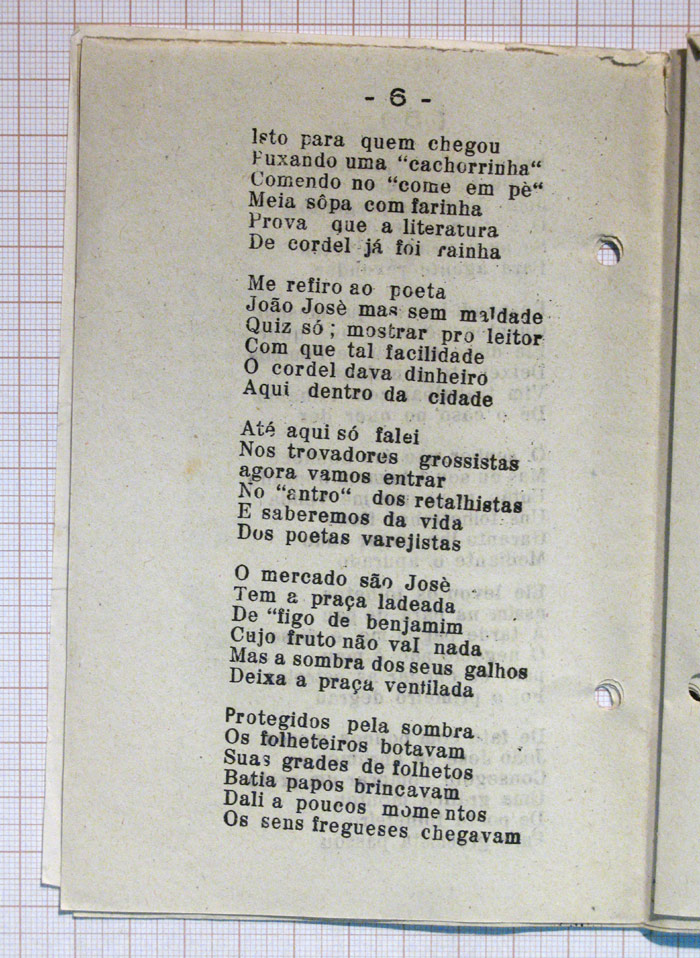 - 6 -
Isto para quem chegou
Fuxando uma “cachorrinha“
Comendo no “come em pè“
Meia sôpa com farinha
Prova que a literatura
De cordel já foi rainha
Me refiro ao poeta
João Josè mas sem maldade
Quiz só ; mostrar pro leitor
Com que tal facilidade
O cordel dava dinheiro
Aqui dentro da cidade
Até aqui só falei
Nos trovadores grossistas
agora vamos entrar
No “antro“ dos retalhistas
E saberemos da vida
Dos poetas varejistas
O mercado são Josè
Tem a praça ladeada
De “figo de benjamim
Cujo fruto não val nada
Mas a sombra dos seus galhos
Deixa a praça ventilada
Protegidos pela sombra
Os folheteiros botavam
Suas grades de folhetos
Batia papos brincavam
Dali a poucos momentos
Os sens fregueses chegavam